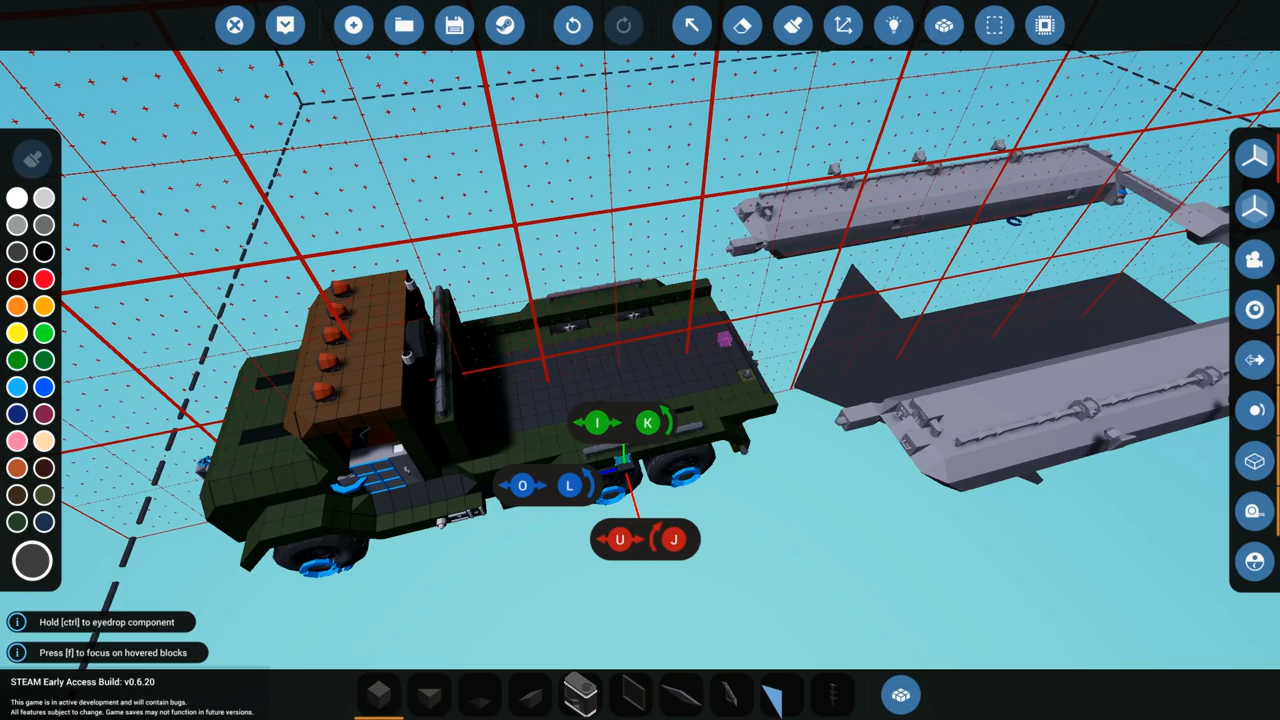 I
K
O
L
U
J
Hold [ctrl] to eyedrop component
Press [f] to focus on hovered blocks
STEAM Early Access Build: v0.6.20
This game is in active development and will contain bugs.
All features subject to change. Game saves may not function in future versions.